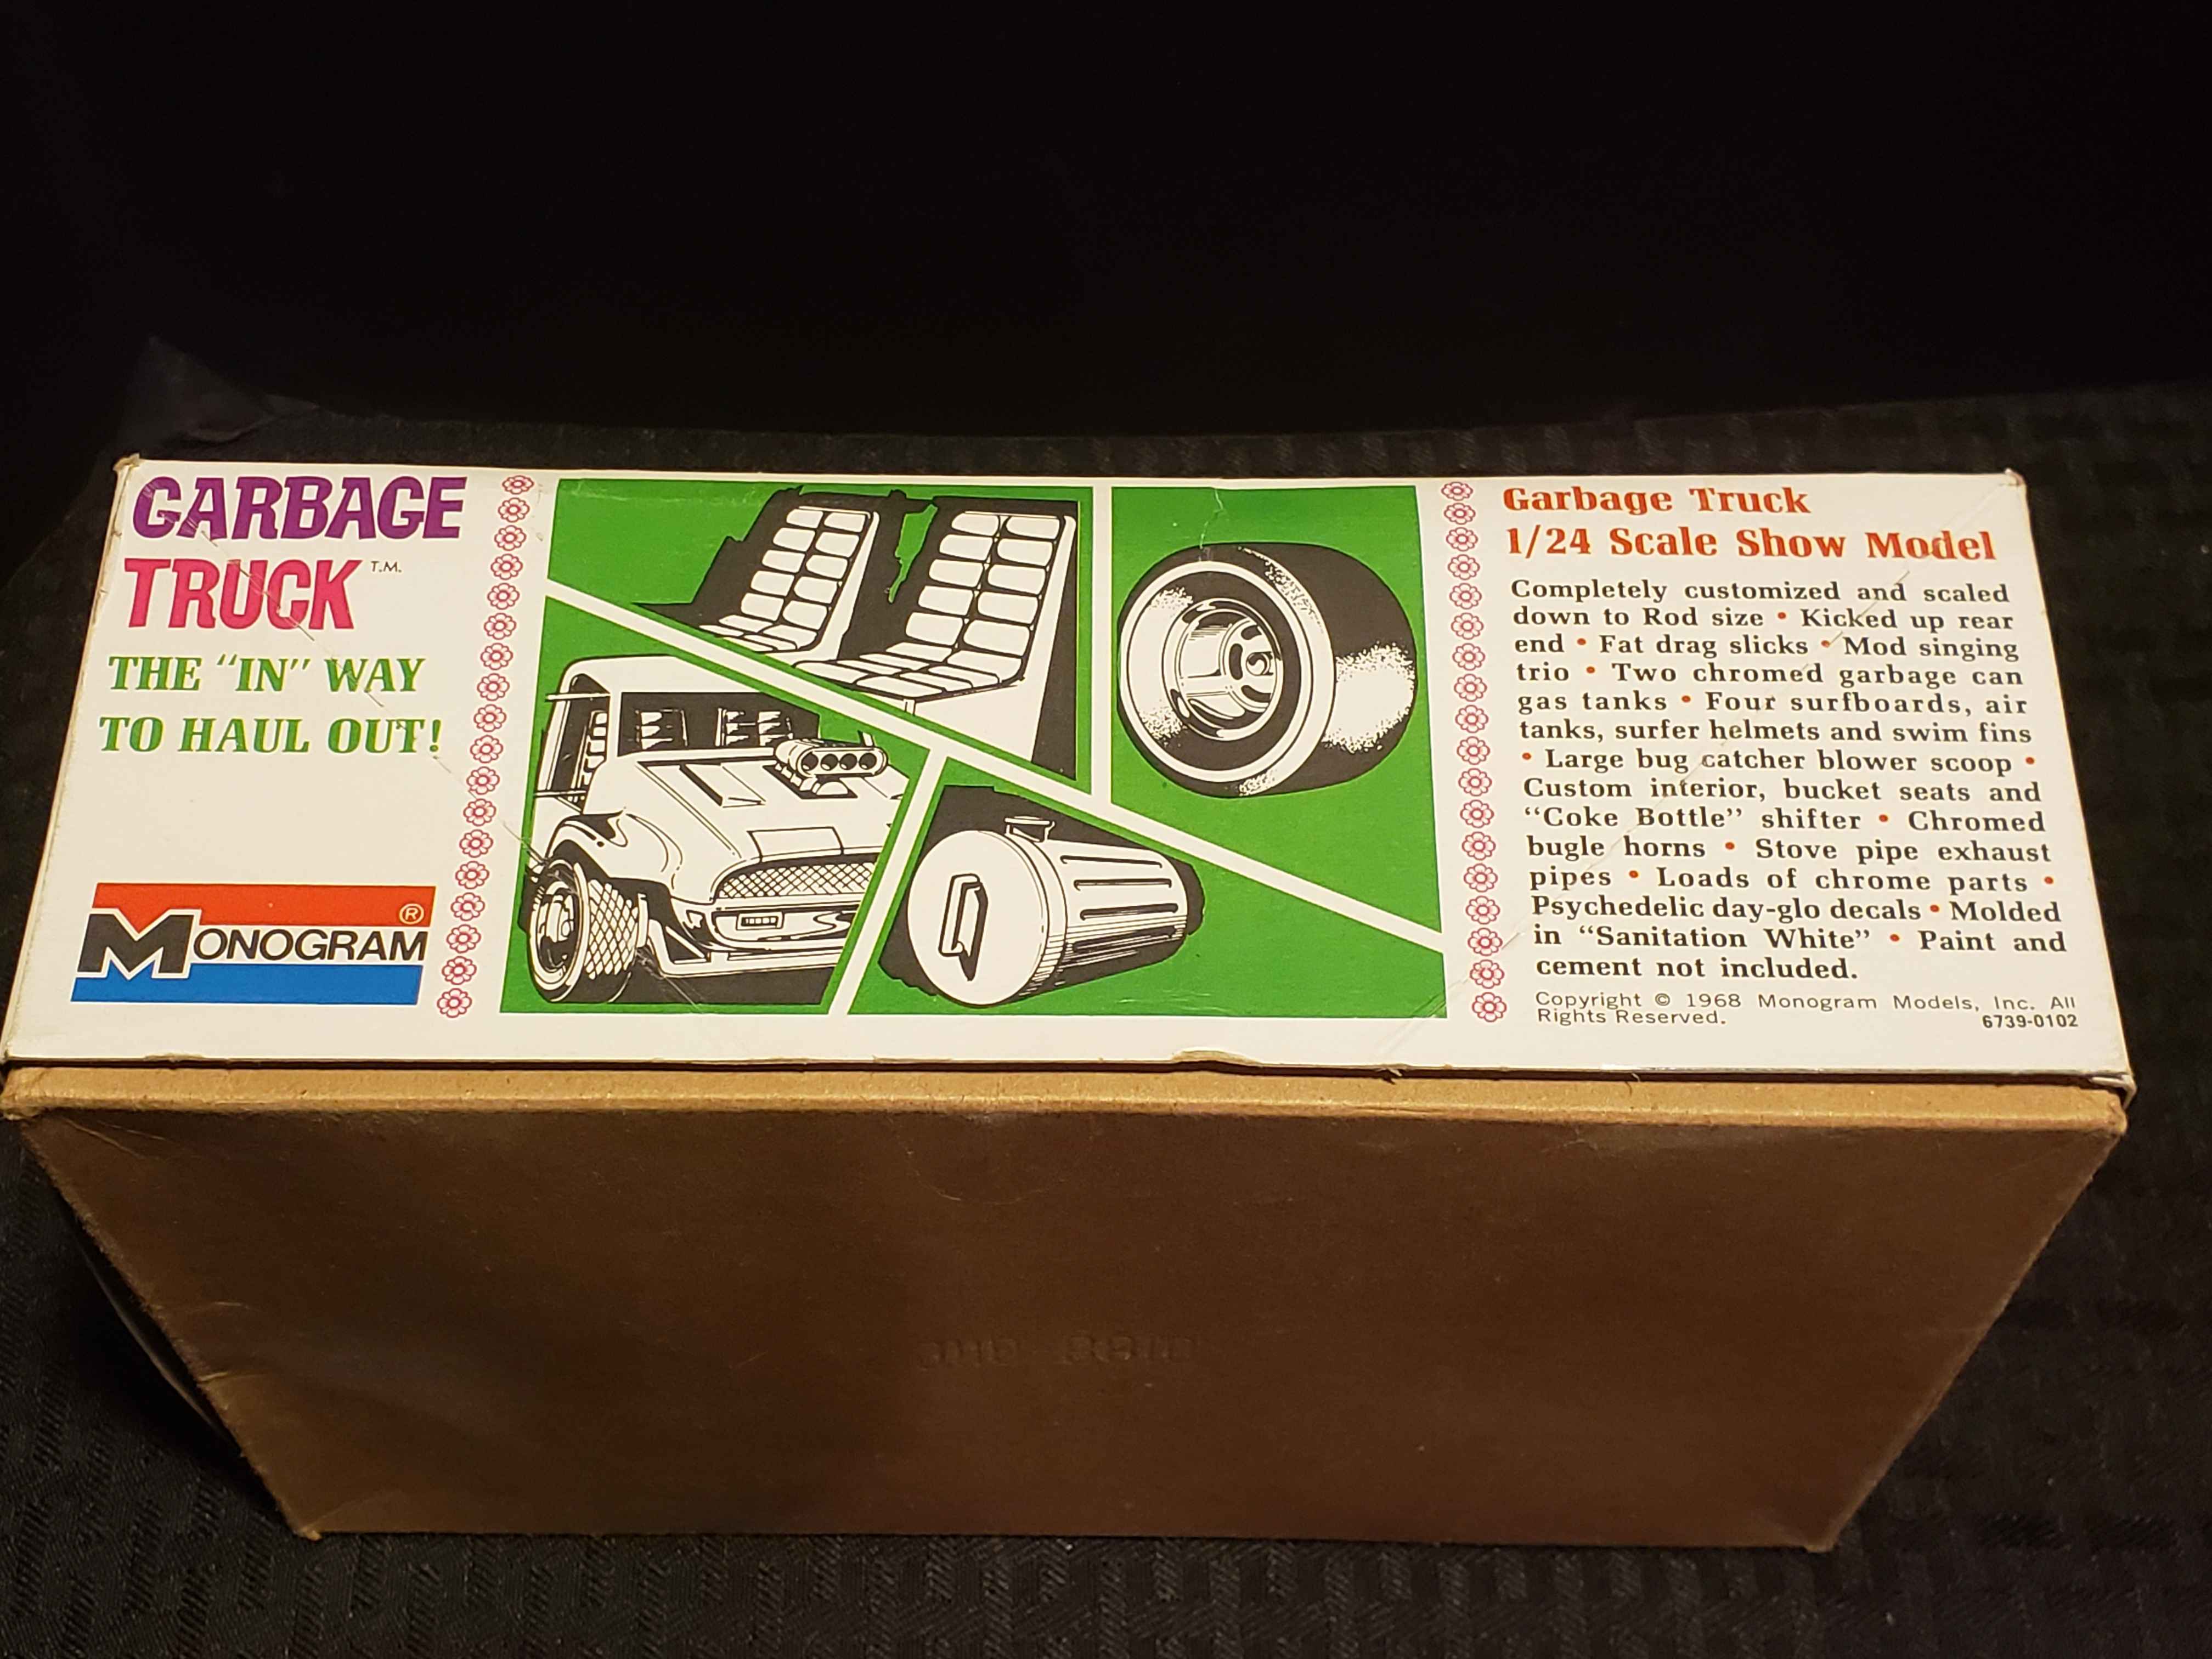 GARBAGE
TRUCK T.M.
THE "IN" WAY
TO HAUL OUT!
MONOGRAM ®
Garbage Truck
1/24 Scale Show Model
Completely customized and scaled
down to Rod size • Kicked up rear
end • Fat drag slicks • Mod singing
trio • Two chromed garbage can
gas tanks • Four surfboards, air
tanks, surfer helmets and swim fins
• Large bug catcher blower scoop •
Custom interior, bucket seats and
"Coke Bottle" shifter • Chromed
bugle horns • Stove pipe exhaust
pipes • Loads of chrome parts •
Psychedelic day-glo decals • Molded
in "Sanitation White" • Paint and
cement not included.
Copyright © 1968 Monogram Models, Inc. All
Rights Reserved.
6739-0102